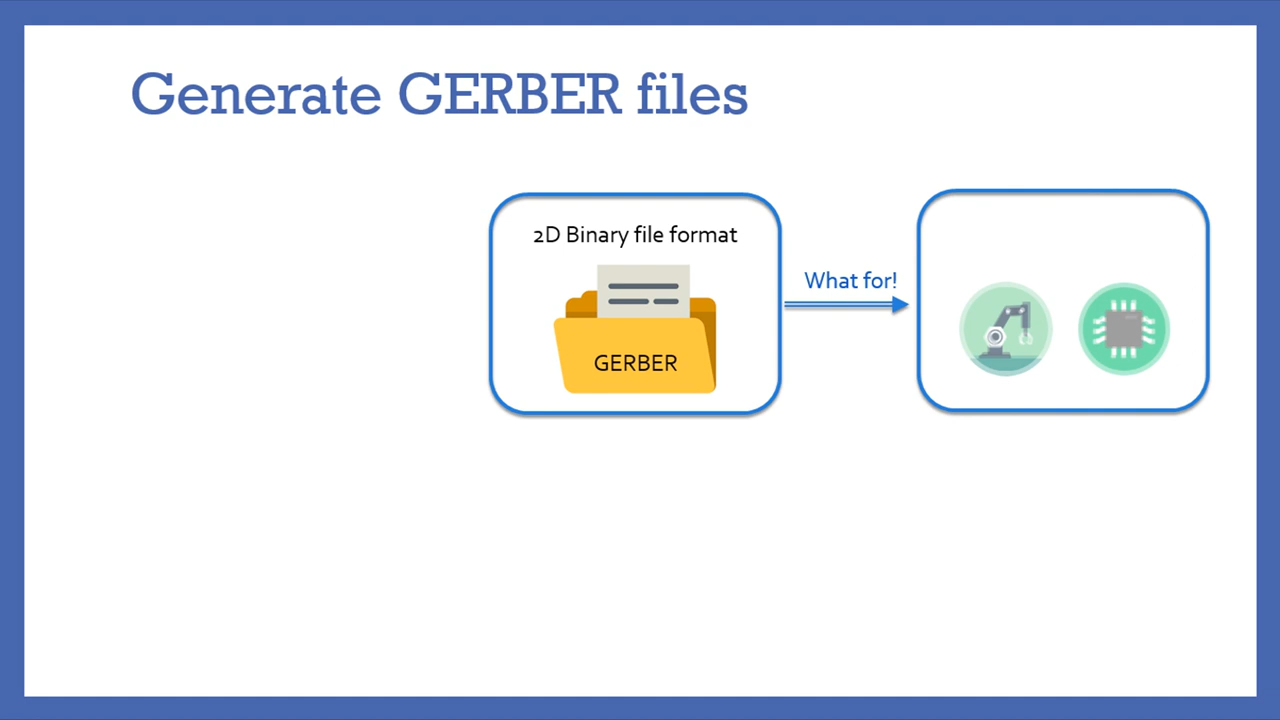 Generate GERBER files
2D Binary file format
GERBER
What for!